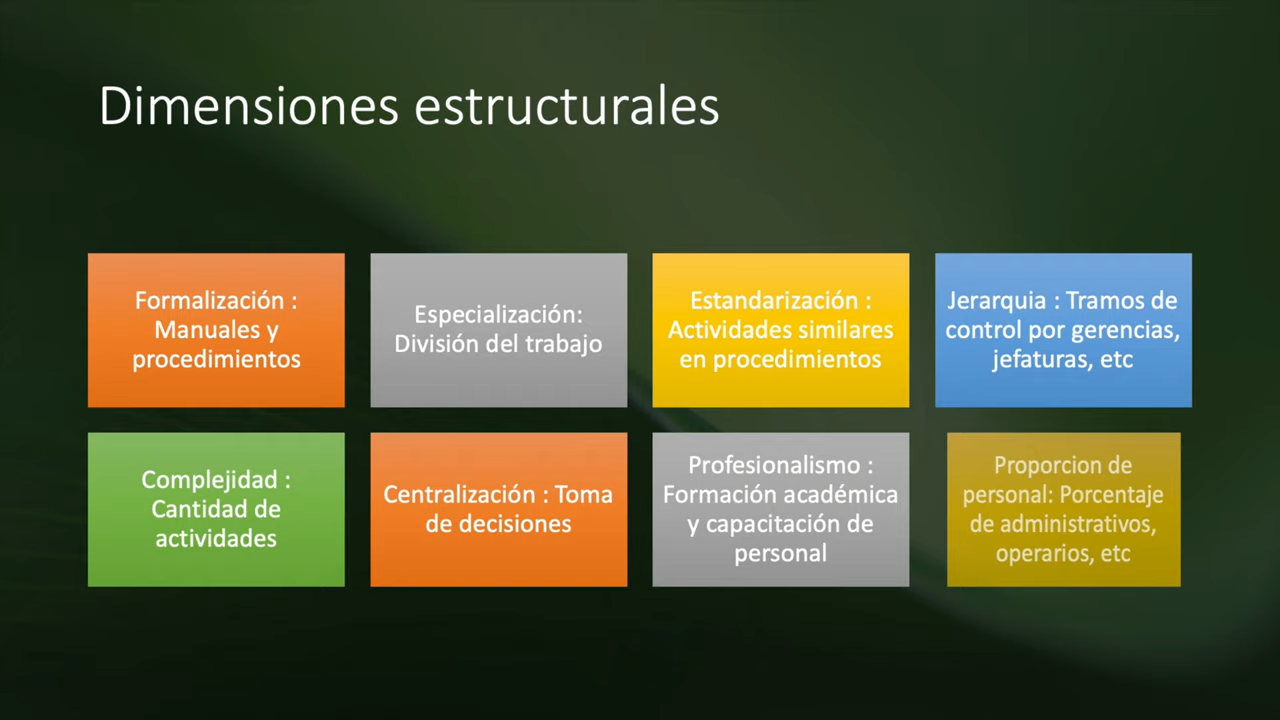 Dimensiones estructurales
Formalización :
Manuales y
procedimientos
Especialización:
División del trabajo
Estandarización :
Actividades similares
en procedimientos
Jerarquia : Tramos de
control por gerencias,
jefaturas, etc
Complejidad :
Cantidad de
actividades
Centralización : Toma
de decisiones
Profesionalismo :
Formación académica
y capacitación de
personal
Proporcion de
personal: Porcentaje
de administrativos,
operarios, etc